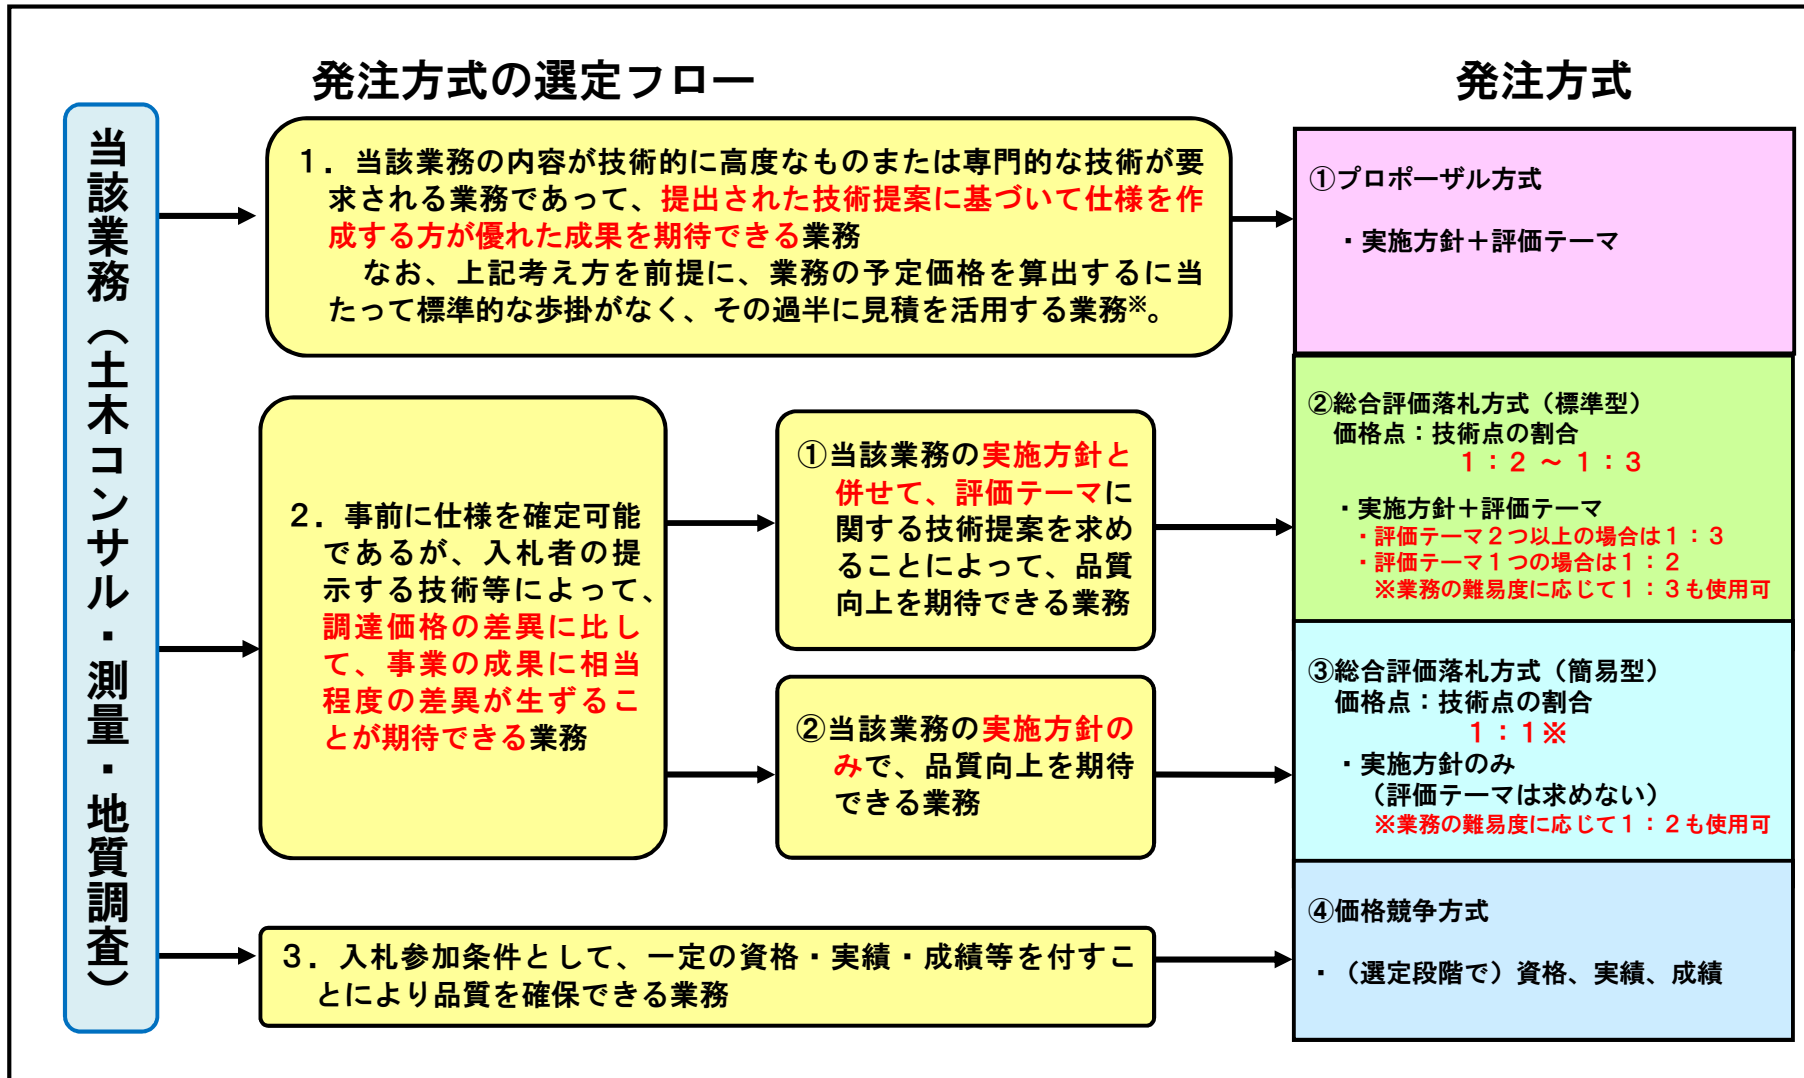 発注方式の選定フロー
発注方式
当該業務（土木コンサル・測量・地質調査）
１．当該業務の内容が技術的に高度なものまたは専門的な技術が要
求される業務であって、提出された技術提案に基づいて仕様を作
成する方が優れた成果を期待できる業務
なお、上記考え方を前提に、業務の予定価格を算出するに当
たって標準的な歩掛がなく、その過半に見積を活用する業務※。
①プロポーザル方式
・実施方針＋評価テーマ
２．事前に仕様を確定可能
であるが、入札者の提
示する技術等によって、
調達価格の差異に比し
て、事業の成果に相当
程度の差異が生ずるこ
とが期待できる業務
①当該業務の実施方針と
併せて、評価テーマに
関する技術提案を求め
ることによって、品質
向上を期待できる業務
②総合評価落札方式（標準型）
価格点：技術点の割合
１：２ ～ １：３
・実施方針＋評価テーマ
・評価テーマ２つ以上の場合は１：３
・評価テーマ１つの場合は１：２
※業務の難易度に応じて１：３も使用可
②当該業務の実施方針の
みで、品質向上を期待
できる業務
③総合評価落札方式（簡易型）
価格点：技術点の割合
１：１※
・実施方針のみ
（評価テーマは求めない）
※業務の難易度に応じて１：２も使用可
３．入札参加条件として、一定の資格・実績・成績等を付すこ
とにより品質を確保できる業務
④価格競争方式
・（選定段階で）資格、実績、成績